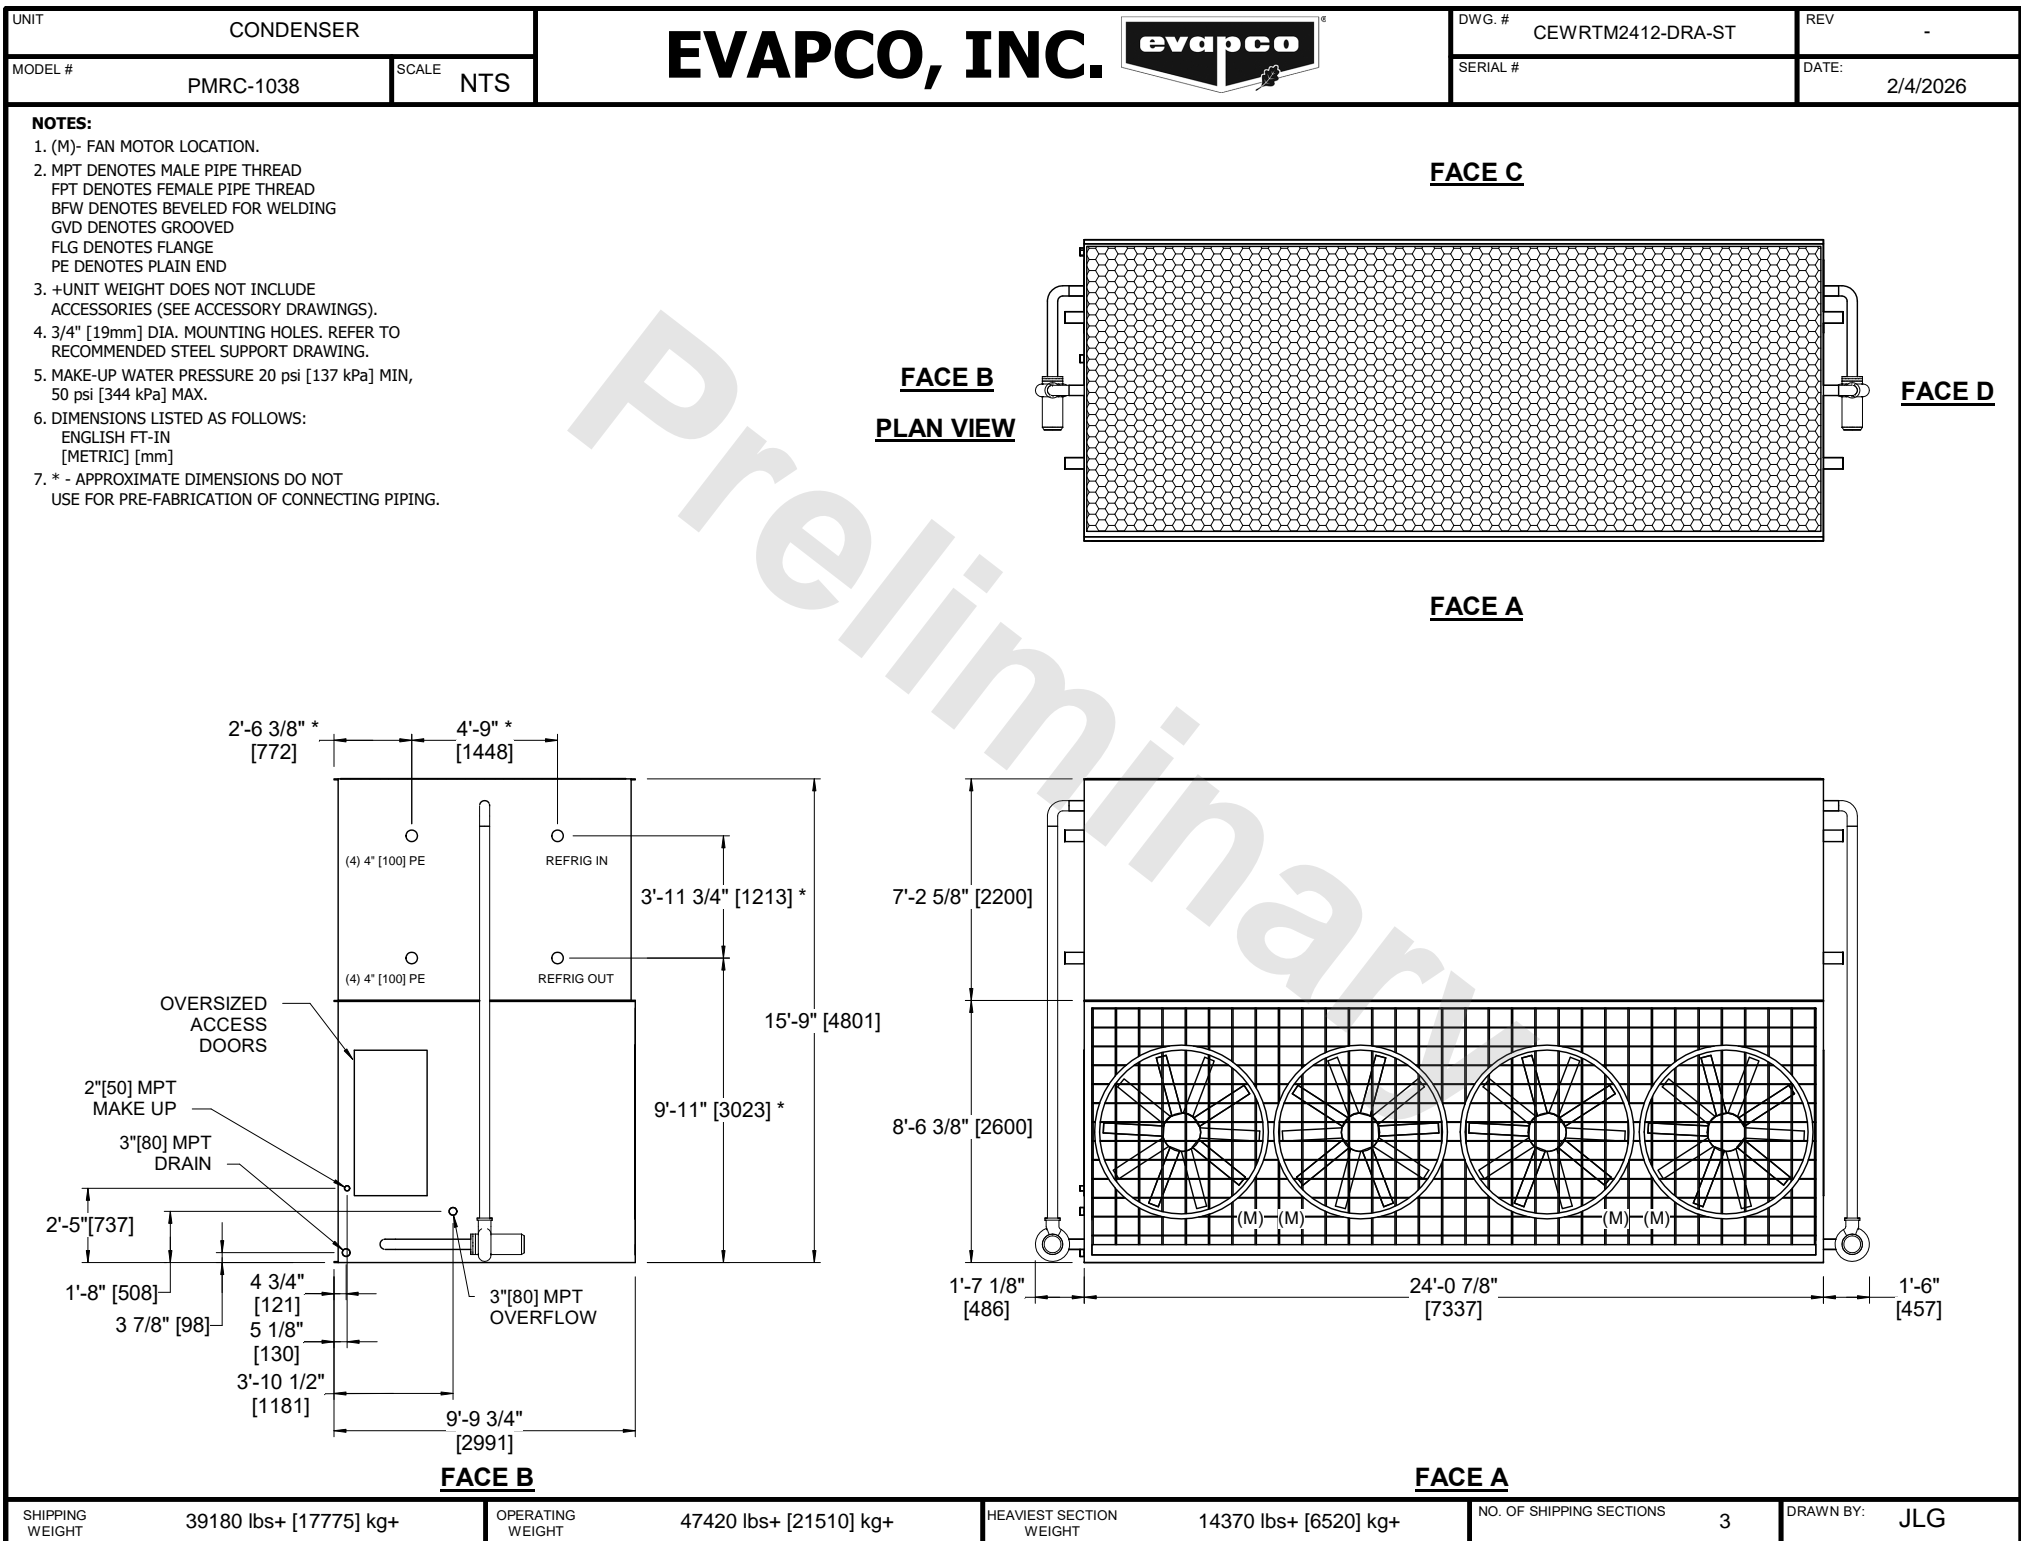 UNIT
CONDENSER
MODEL #
PMRC-1038
SCALE
NTS
EVAPCO, INC.
evapco
®
DWG. #
CEWRTM2412-DRA-ST
REV
-
SERIAL #
DATE:
2/4/2026
NOTES:
1. (M)- FAN MOTOR LOCATION.
2. MPT DENOTES MALE PIPE THREAD
FPT DENOTES FEMALE PIPE THREAD
BFW DENOTES BEVELED FOR WELDING
GVD DENOTES GROOVED
FLG DENOTES FLANGE
PE DENOTES PLAIN END
3. +UNIT WEIGHT DOES NOT INCLUDE
ACCESSORIES (SEE ACCESSORY DRAWINGS).
4. 3/4" [19mm] DIA. MOUNTING HOLES. REFER TO
RECOMMENDED STEEL SUPPORT DRAWING.
5. MAKE-UP WATER PRESSURE 20 psi [137 kPa] MIN,
50 psi [344 kPa] MAX.
6. DIMENSIONS LISTED AS FOLLOWS:
ENGLISH FT-IN
[METRIC] [mm]
7. * - APPROXIMATE DIMENSIONS DO NOT
USE FOR PRE-FABRICATION OF CONNECTING PIPING.
FACE C
FACE B
PLAN VIEW
FACE D
FACE A
Preliminary
2'-6 3/8" *
[772]
4'-9" *
[1448]
(4) 4" [100] PE
REFRIG IN
3'-11 3/4" [1213] *
(4) 4" [100] PE
REFRIG OUT
OVERSIZED
ACCESS
DOORS
15'-9" [4801]
2"[50] MPT
MAKE UP
3"[80] MPT
DRAIN
9'-11" [3023] *
2'-5"[737]
1'-8" [508]
3 7/8" [98]
4 3/4"
[121]
5 1/8"
[130]
3"[80] MPT
OVERFLOW
3'-10 1/2"
[1181]
9'-9 3/4"
[2991]
FACE B
7'-2 5/8" [2200]
8'-6 3/8" [2600]
(M) (M) (M) (M)
1'-7 1/8"
[486]
24'-0 7/8"
[7337]
1'-6"
[457]
FACE A
SHIPPING
WEIGHT
39180 lbs+ [17775] kg+
OPERATING
WEIGHT
47420 lbs+ [21510] kg+
HEAVIEST SECTION
WEIGHT
14370 lbs+ [6520] kg+
NO. OF SHIPPING SECTIONS
3
DRAWN BY:
JLG